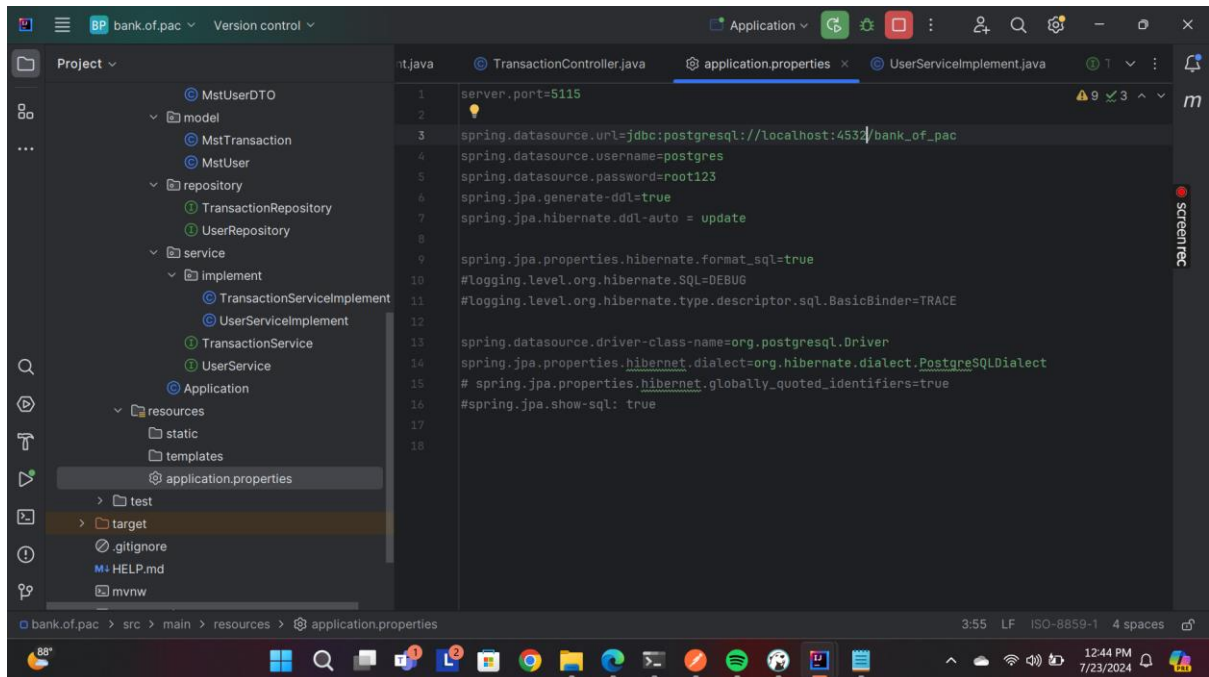 BP bank.of.pac Version control Application
Project
nt.java TransactionController.java application.properties UserServiceImplement.java
MstUserDTO
model
MstTransaction
MstUser
repository
TransactionRepository
UserRepository
service
implement
TransactionServiceImplement
UserServiceImplement
TransactionService
UserService
Application
resources
static
templates
application.properties
test
target
.gitignore
M↓ HELP.md
mvnw
1 server.port=5115
2
3 spring.datasource.url=jdbc:postgresql://localhost:4532/bank_of_pac
4 spring.datasource.username=postgres
5 spring.datasource.password=root123
6 spring.jpa.generate-ddl=true
7 spring.jpa.hibernate.ddl-auto = update
8
9 spring.jpa.properties.hibernate.format_sql=true
10 #logging.level.org.hibernate.SQL=DEBUG
11 #logging.level.org.hibernate.type.descriptor.sql.BasicBinder=TRACE
12
13 spring.datasource.driver-class-name=org.postgresql.Driver
14 spring.jpa.properties.hibernet.dialect=org.hibernate.dialect.PostgreSQLDialect
15 # spring.jpa.properties.hibernet.globally_quoted_identifiers=true
16 #spring.jpa.show-sql: true
17
18
9 3
m
screenrec
bank.of.pac > src > main > resources > application.properties 3:55 LF ISO-8859-1 4 spaces
88°
1
2
12:44 PM
7/23/2024
PRE